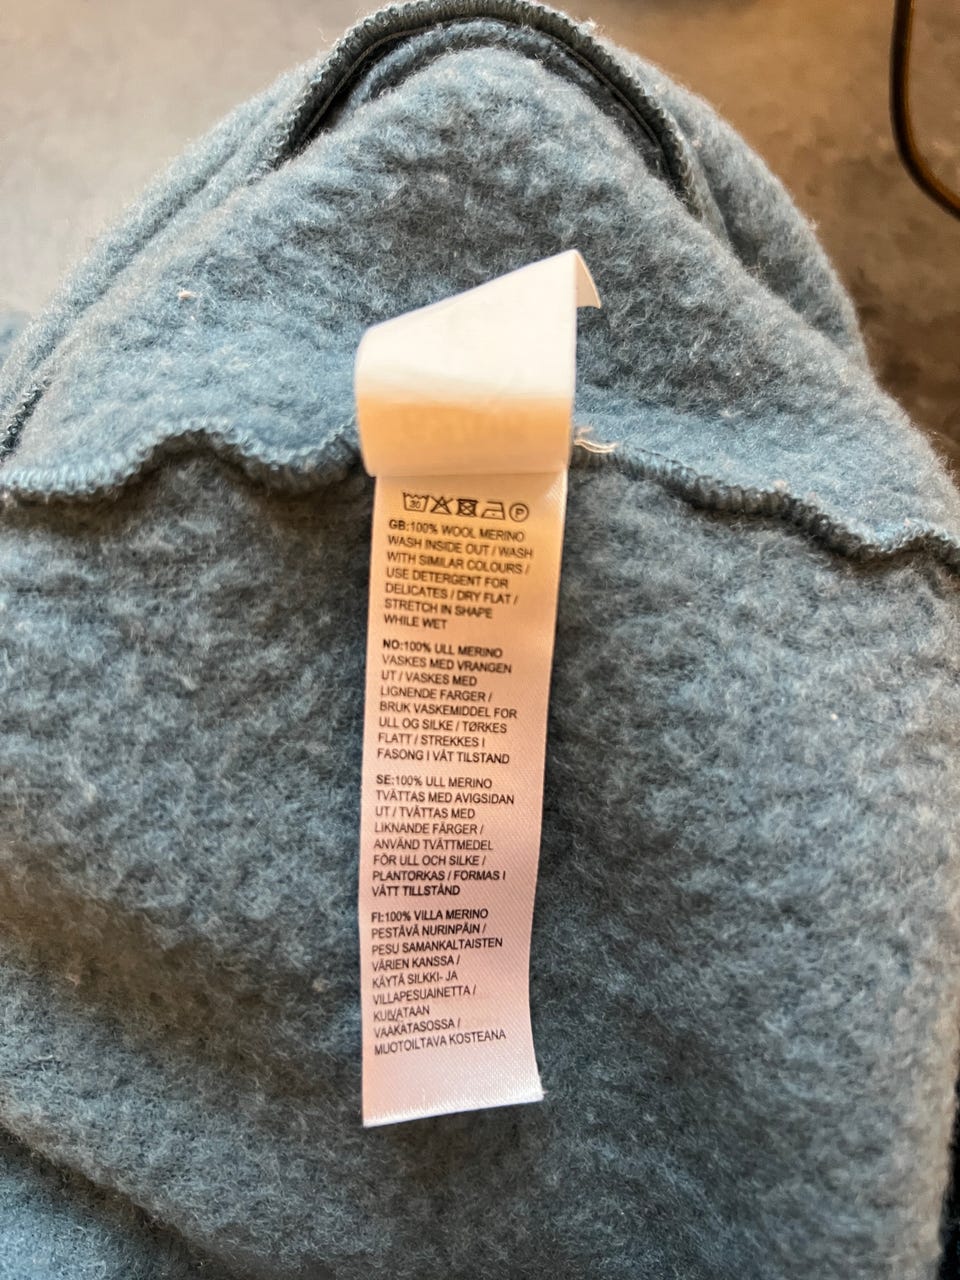 30 P
GB:100% WOOL MERINO
WASH INSIDE OUT / WASH
WITH SIMILAR COLOURS /
USE DETERGENT FOR
DELICATES / DRY FLAT /
STRETCH IN SHAPE
WHILE WET
NO:100% ULL MERINO
VASKES MED VRANGEN
UT / VASKES MED
LIGNENDE FARGER /
BRUK VASKEMIDDEL FOR
ULL OG SILKE / TØRKES
FLATT / STREKKES I
FASONG I VÅT TILSTAND
SE:100% ULL MERINO
TVÄTTAS MED AVIGSIDAN
UT / TVÄTTAS MED
LIKNANDE FÄRGER /
ANVÄND TVÄTTMEDEL
FÖR ULL OCH SILKE /
PLANTORKAS / FORMAS I
VÅTT TILLSTÅND
FI:100% VILLA MERINO
PESTÄVÄ NURINPÄIN /
PESU SAMANKALTAISTEN
VÄRIEN KANSSA /
KÄYTÄ SILKKI- JA
VILLAPESUAINETTA /
KUIVATAAN
VAAKATASOSSA /
MUOTOILTAVA KOSTEANA